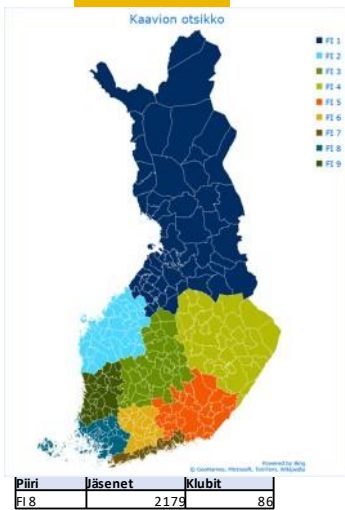 Kaavion otsikko
FI 1
FI 2
FI 3
FI 4
FI 5
FI 6
FI 7
FI 8
FI 9
Powered by Bing
© GeoNames, Microsoft, TomTom, Wikipedia
Piiri Jäsenet Klubit
FI 8 2179 86